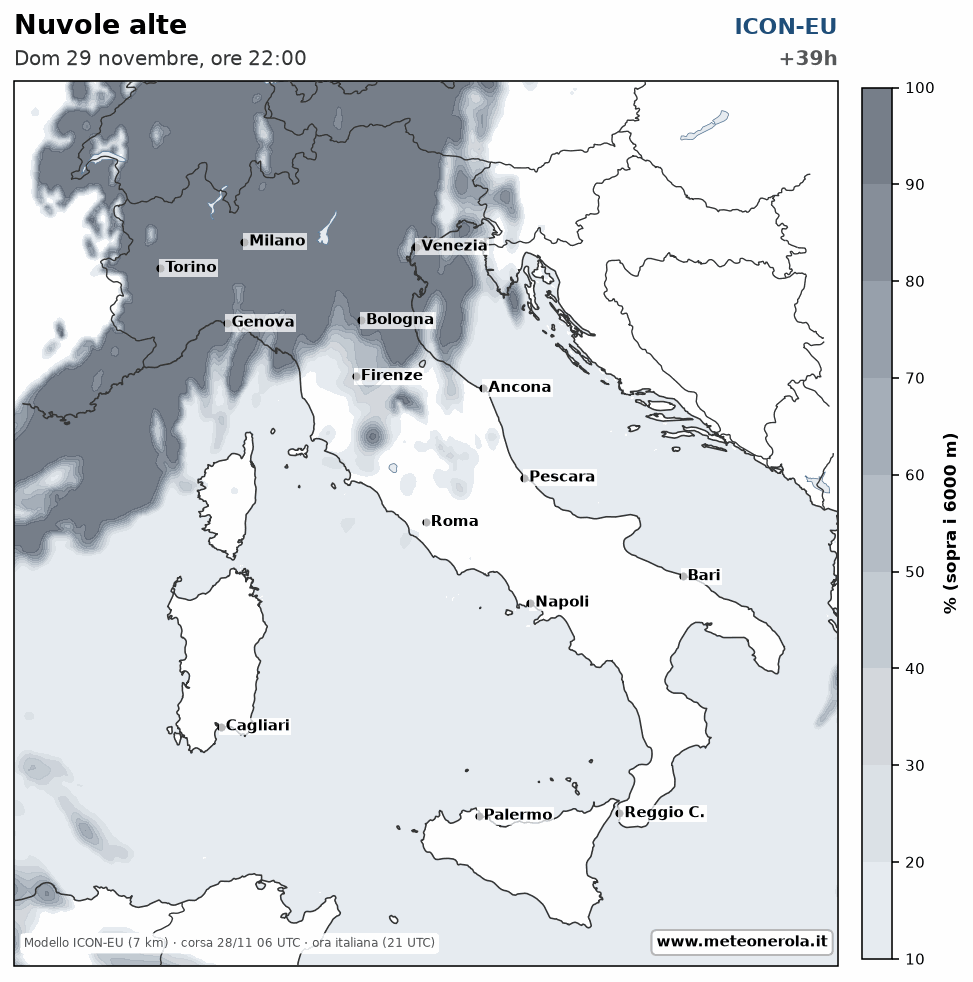 Nuvole alte
ICON-EU
Dom 29 novembre, ore 22:00
+39h
100
90
80
70
60
50
40
30
20
10
% (sopra i 6000 m)
Milano
Venezia
Torino
Genova
Bologna
Firenze
Ancona
Pescara
Roma
Bari
Napoli
Cagliari
Palermo
Reggio C.
Modello ICON-EU (7 km) · corsa 28/11 06 UTC · ora italiana (21 UTC)
www.meteonerola.it